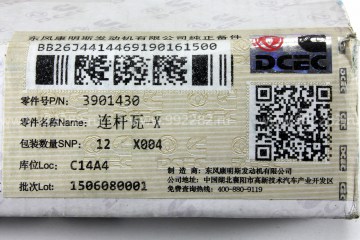 东风康明斯发动机有限公司纯正备件
BB26J4414469190161500
DCEC
零件号P/N: 3901430
零件名称Name: 连杆瓦-X
包装数量SNP: 12 X004
库位Loc: C14A4
批次Lot: 1506080001
制 造 商: 东风康明斯发动机有限公司
公司地址: 中国湖北襄阳市高新技术汽车产业开发区
免费查询热线: 400-880-9119